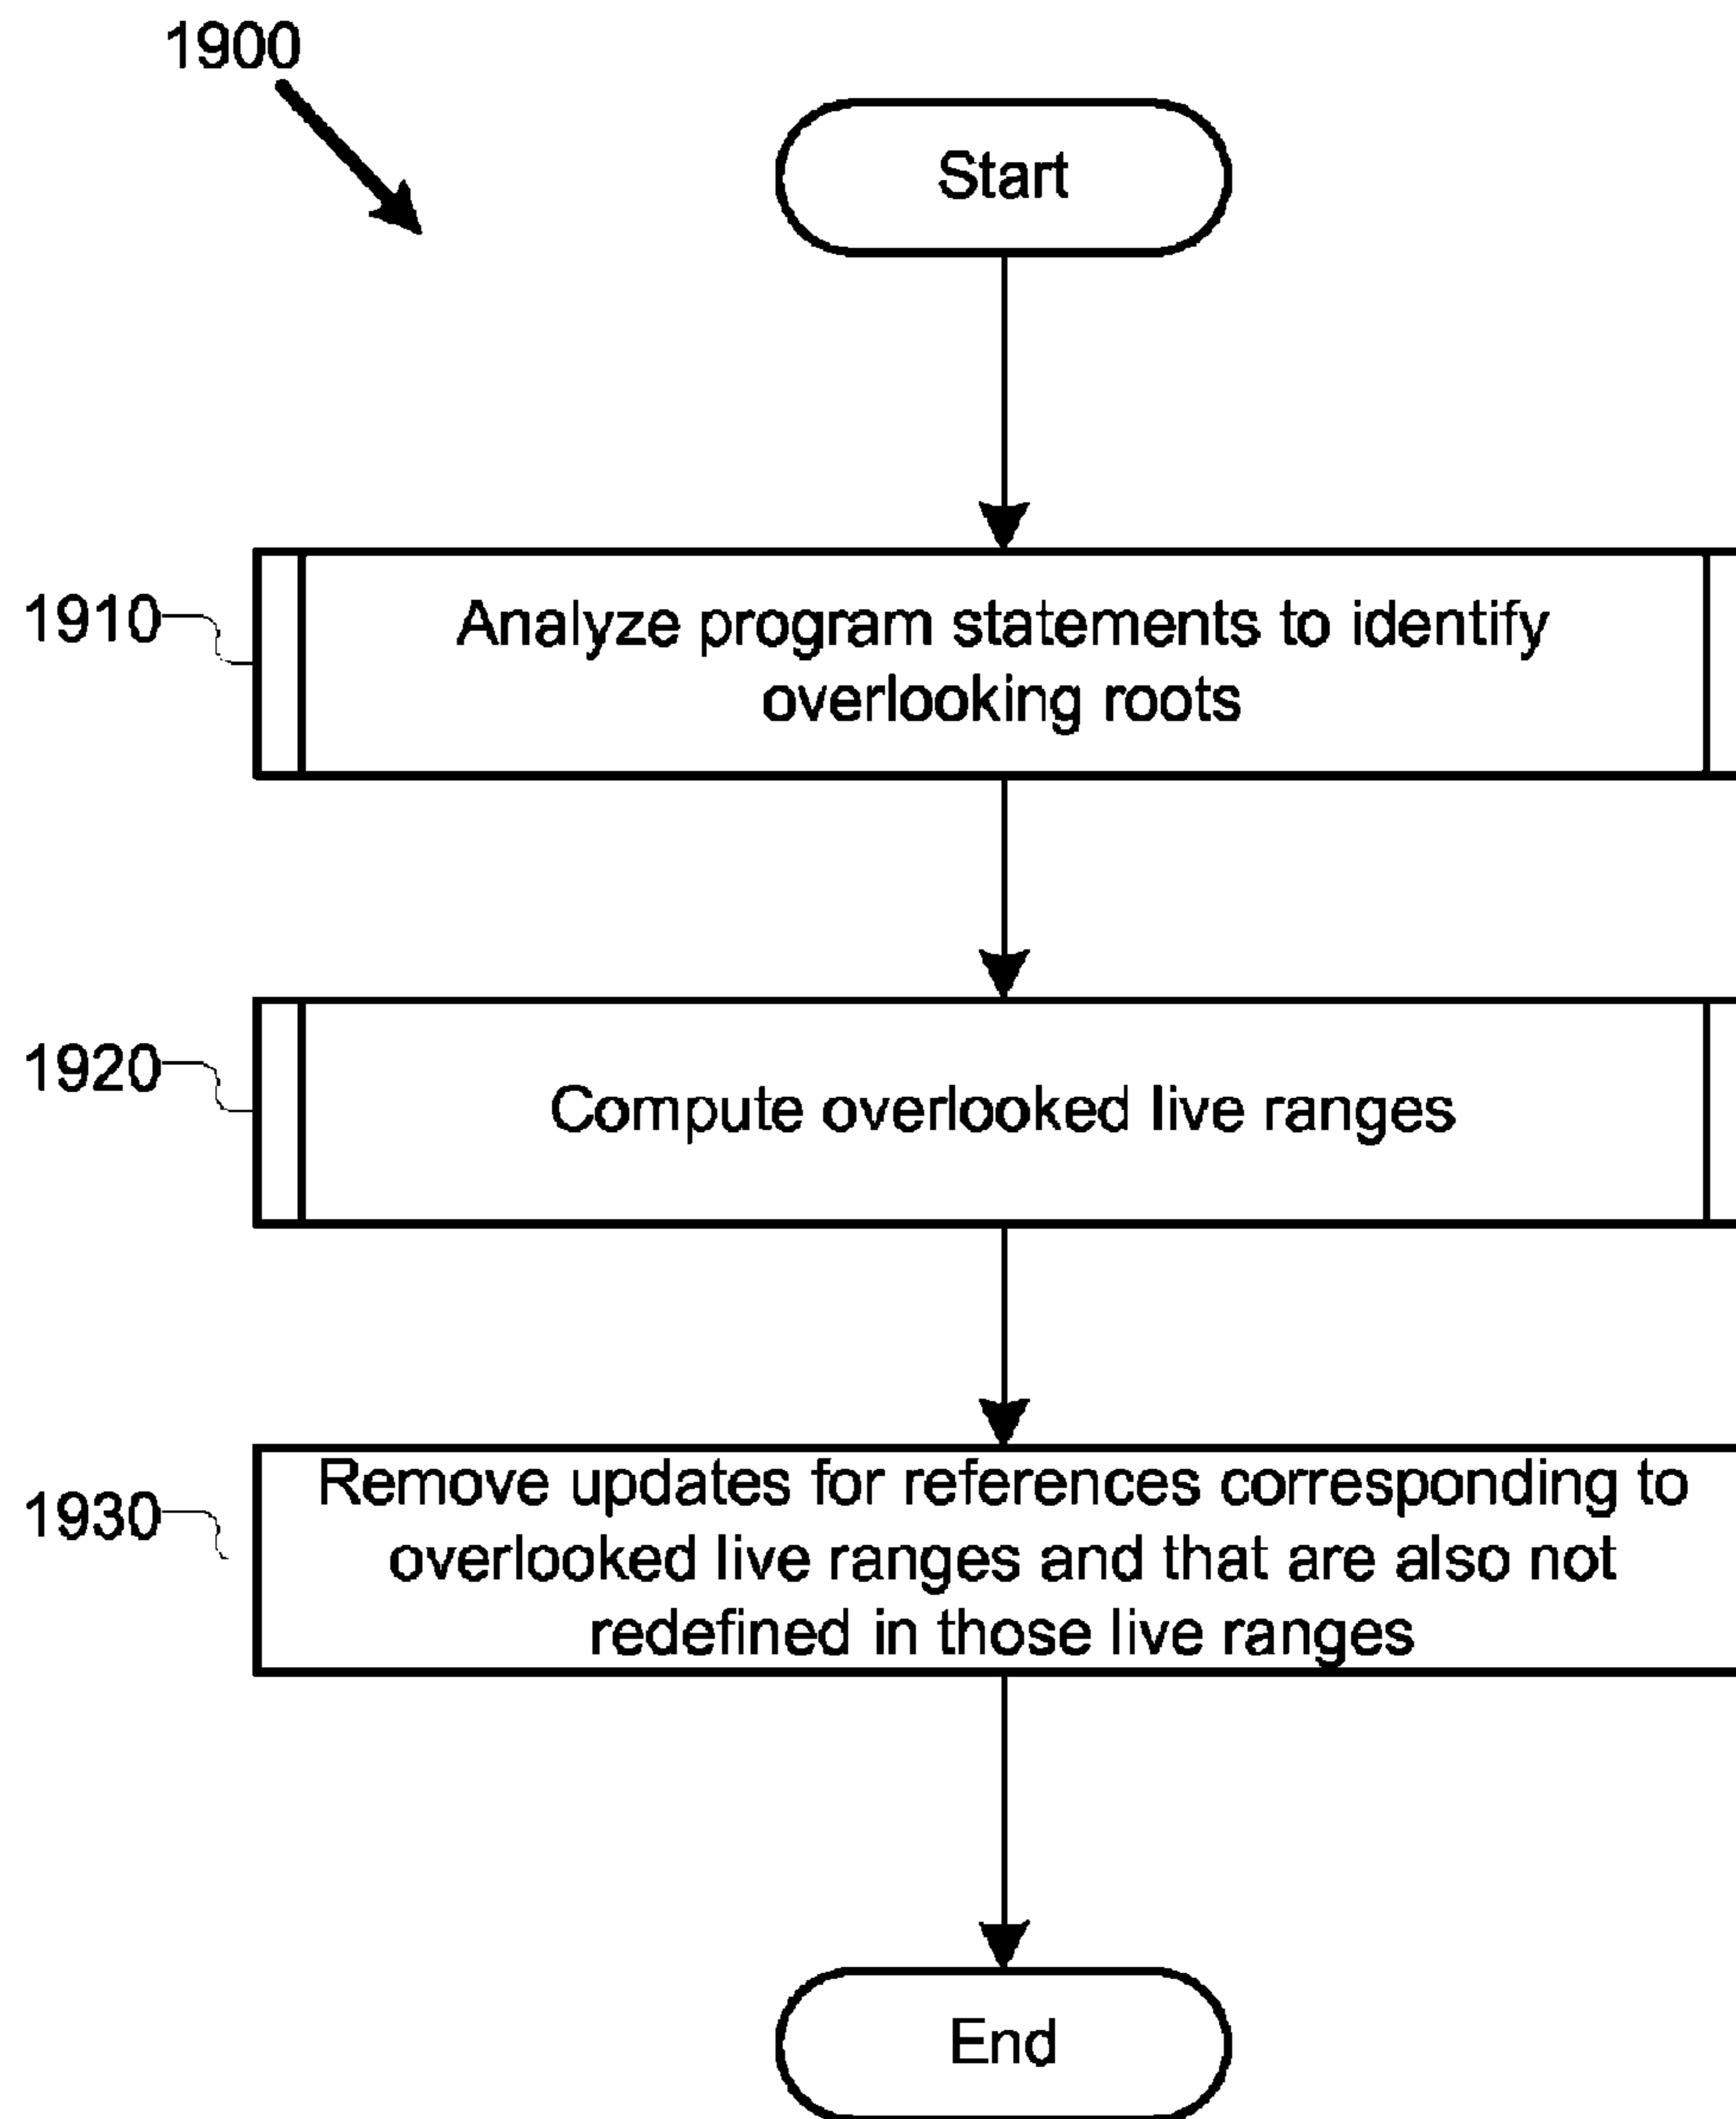 1900
Start
1910
Analyze program statements to identify
overlooking roots
1920
Compute overlooked live ranges
1930
Remove updates for references corresponding to
overlooked live ranges and that are also not
redefined in those live ranges
End